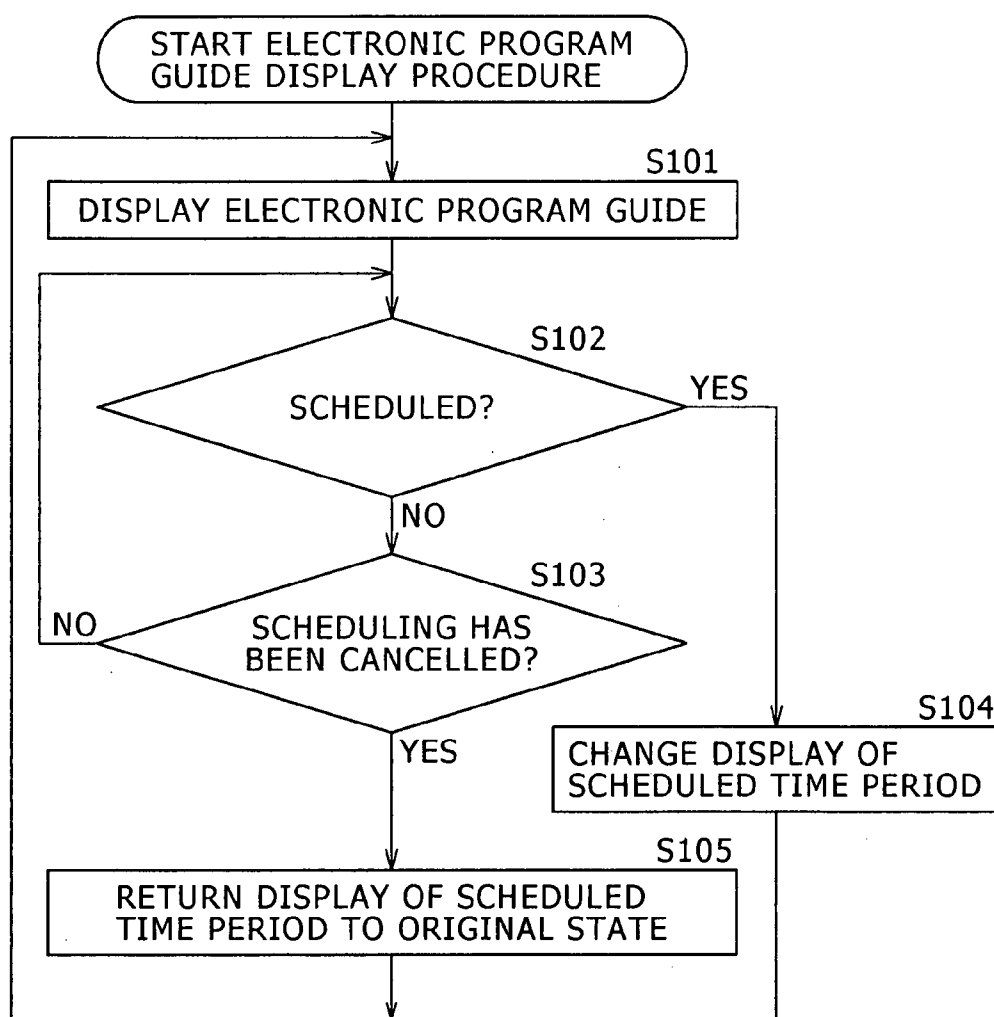 START ELECTRONIC PROGRAM
GUIDE DISPLAY PROCEDURE
S101
DISPLAY ELECTRONIC PROGRAM GUIDE
S102
SCHEDULED?
YES
NO
S103
SCHEDULING HAS
BEEN CANCELLED?
NO
YES
S104
CHANGE DISPLAY OF
SCHEDULED TIME PERIOD
S105
RETURN DISPLAY OF SCHEDULED
TIME PERIOD TO ORIGINAL STATE